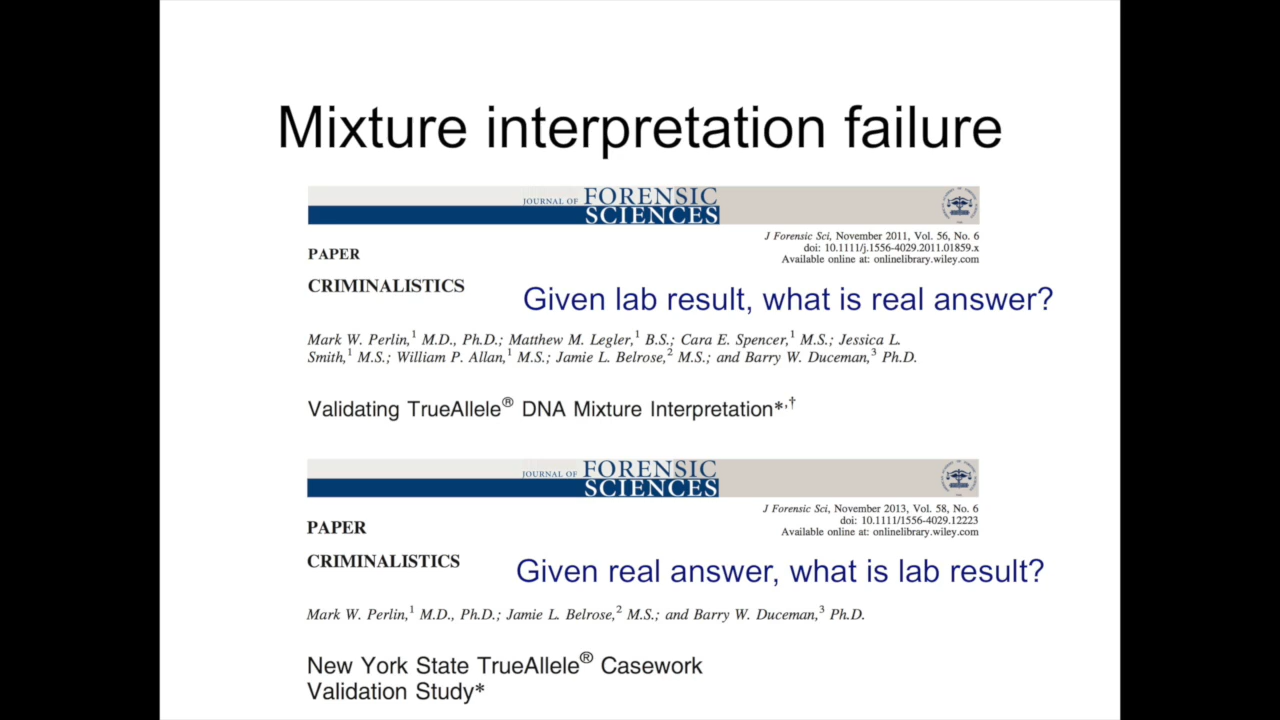 Mixture interpretation failure
JOURNAL OF FORENSIC SCIENCES
J Forensic Sci, November 2011, Vol. 56, No. 6
doi: 10.1111/j.1556-4029.2011.01859.x
Available online at: onlinelibrary.wiley.com
PAPER
CRIMINALISTICS
Given lab result, what is real answer?
Mark W. Perlin,1 M.D., Ph.D.; Matthew M. Legler,1 B.S.; Cara E. Spencer,1 M.S.; Jessica L.
Smith,1 M.S.; William P. Allan,1 M.S.; Jamie L. Belrose,2 M.S.; and Barry W. Duceman,3 Ph.D.
Validating TrueAllele® DNA Mixture Interpretation*,†
JOURNAL OF FORENSIC SCIENCES
J Forensic Sci, November 2013, Vol. 58, No. 6
doi: 10.1111/1556-4029.12223
Available online at: onlinelibrary.wiley.com
PAPER
CRIMINALISTICS
Given real answer, what is lab result?
Mark W. Perlin,1 M.D., Ph.D.; Jamie L. Belrose,2 M.S.; and Barry W. Duceman,3 Ph.D.
New York State TrueAllele® Casework
Validation Study*